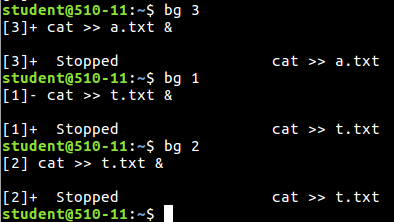 student@510-11:~$ bg 3
[3]+ cat >> a.txt &

[3]+  Stopped                 cat >> a.txt
student@510-11:~$ bg 1
[1]- cat >> t.txt &

[1]+  Stopped                 cat >> t.txt
student@510-11:~$ bg 2
[2] cat >> t.txt &

[2]+  Stopped                 cat >> t.txt
student@510-11:~$